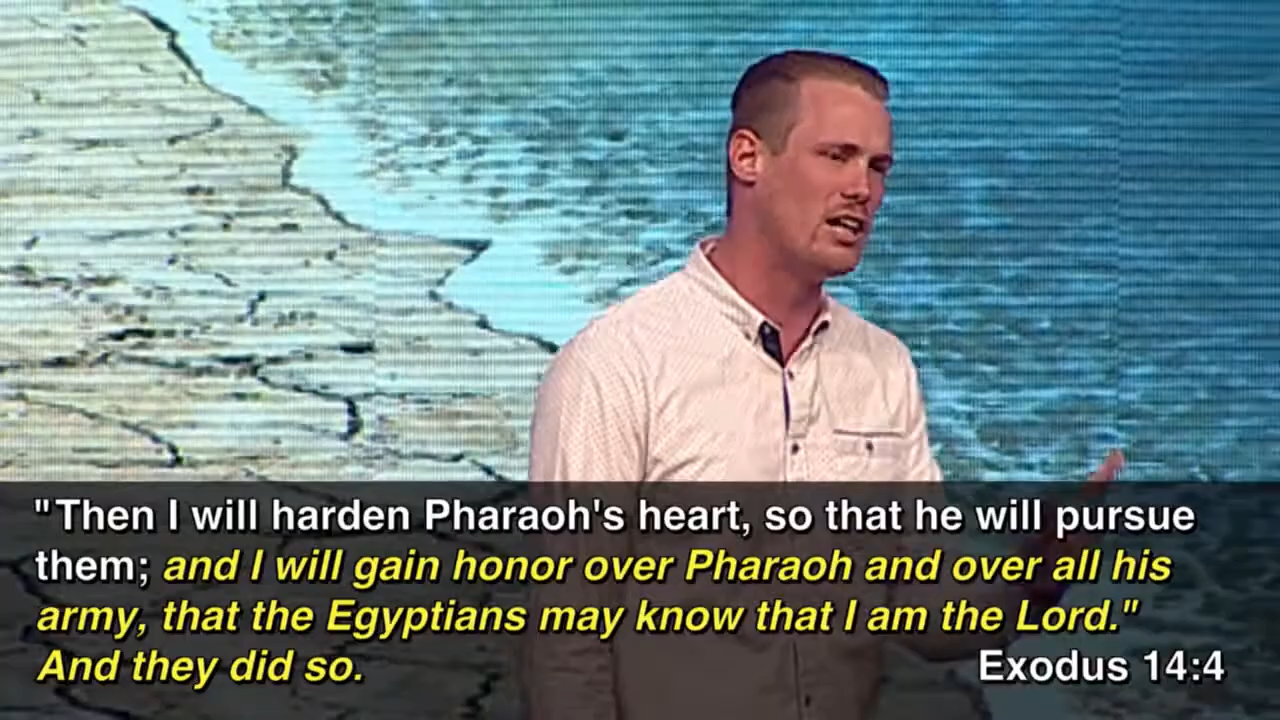 "Then I will harden Pharaoh's heart, so that he will pursue
them; and I will gain honor over Pharaoh and over all his
army, that the Egyptians may know that I am the Lord."
And they did so.
Exodus 14:4